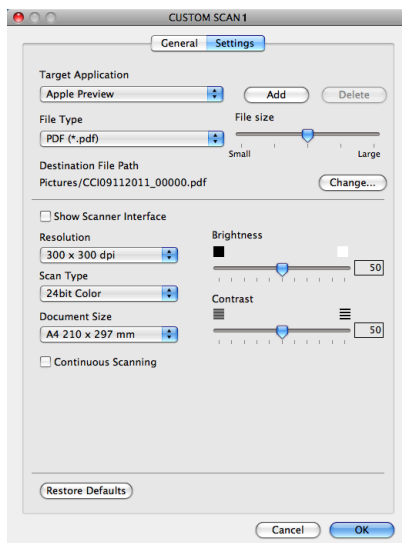 CUSTOM SCAN 1
General Settings
Target Application
Apple Preview Add Delete
File Type File size
PDF (*.pdf)
Small Large
Destination File Path
Pictures/CCI09112011_00000.pdf Change...
Show Scanner Interface
Resolution Brightness
300 x 300 dpi
50
Scan Type
24bit Color
Contrast
Document Size
A4 210 x 297 mm 50
Continuous Scanning
Restore Defaults
Cancel OK